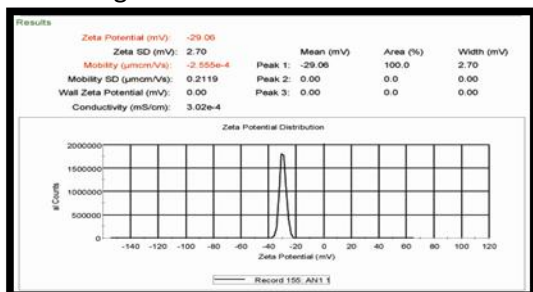 Results
Zeta Potential (mV): -29.06
Zeta SD (mV): 2.70 Mean (mV) Area (%) Width (mV)
Mobility (µmcm/Vs): -2.555e-4 Peak 1: -29.06 100.0 2.70
Mobility SD (µmcm/Vs): 0.2119 Peak 2: 0.00 0.0 0.00
Wall Zeta Potential (mV): 0.00 Peak 3: 0.00 0.0 0.00
Conductivity (mS/cm): 3.02e-4
Zeta Potential Distribution
2000000
1500000
1000000
500000
0
al Counts
-140 -120 -100 -80 -60 -40 -20 0 20 40 60 80 100 120
Zeta Potential (mV)
Record 155: AN1 1